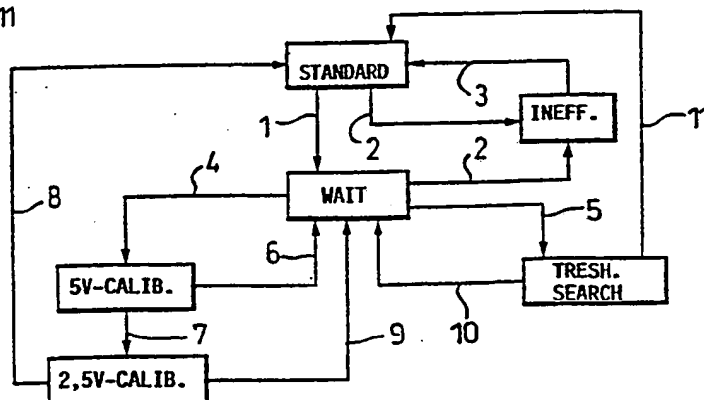 m
STANDARD
3
1
2
INEFF.
11
4
2
8
WAIT
5
6
5V-CALIB.
TRESH.
SEARCH
7
9
10
2,5V-CALIB.